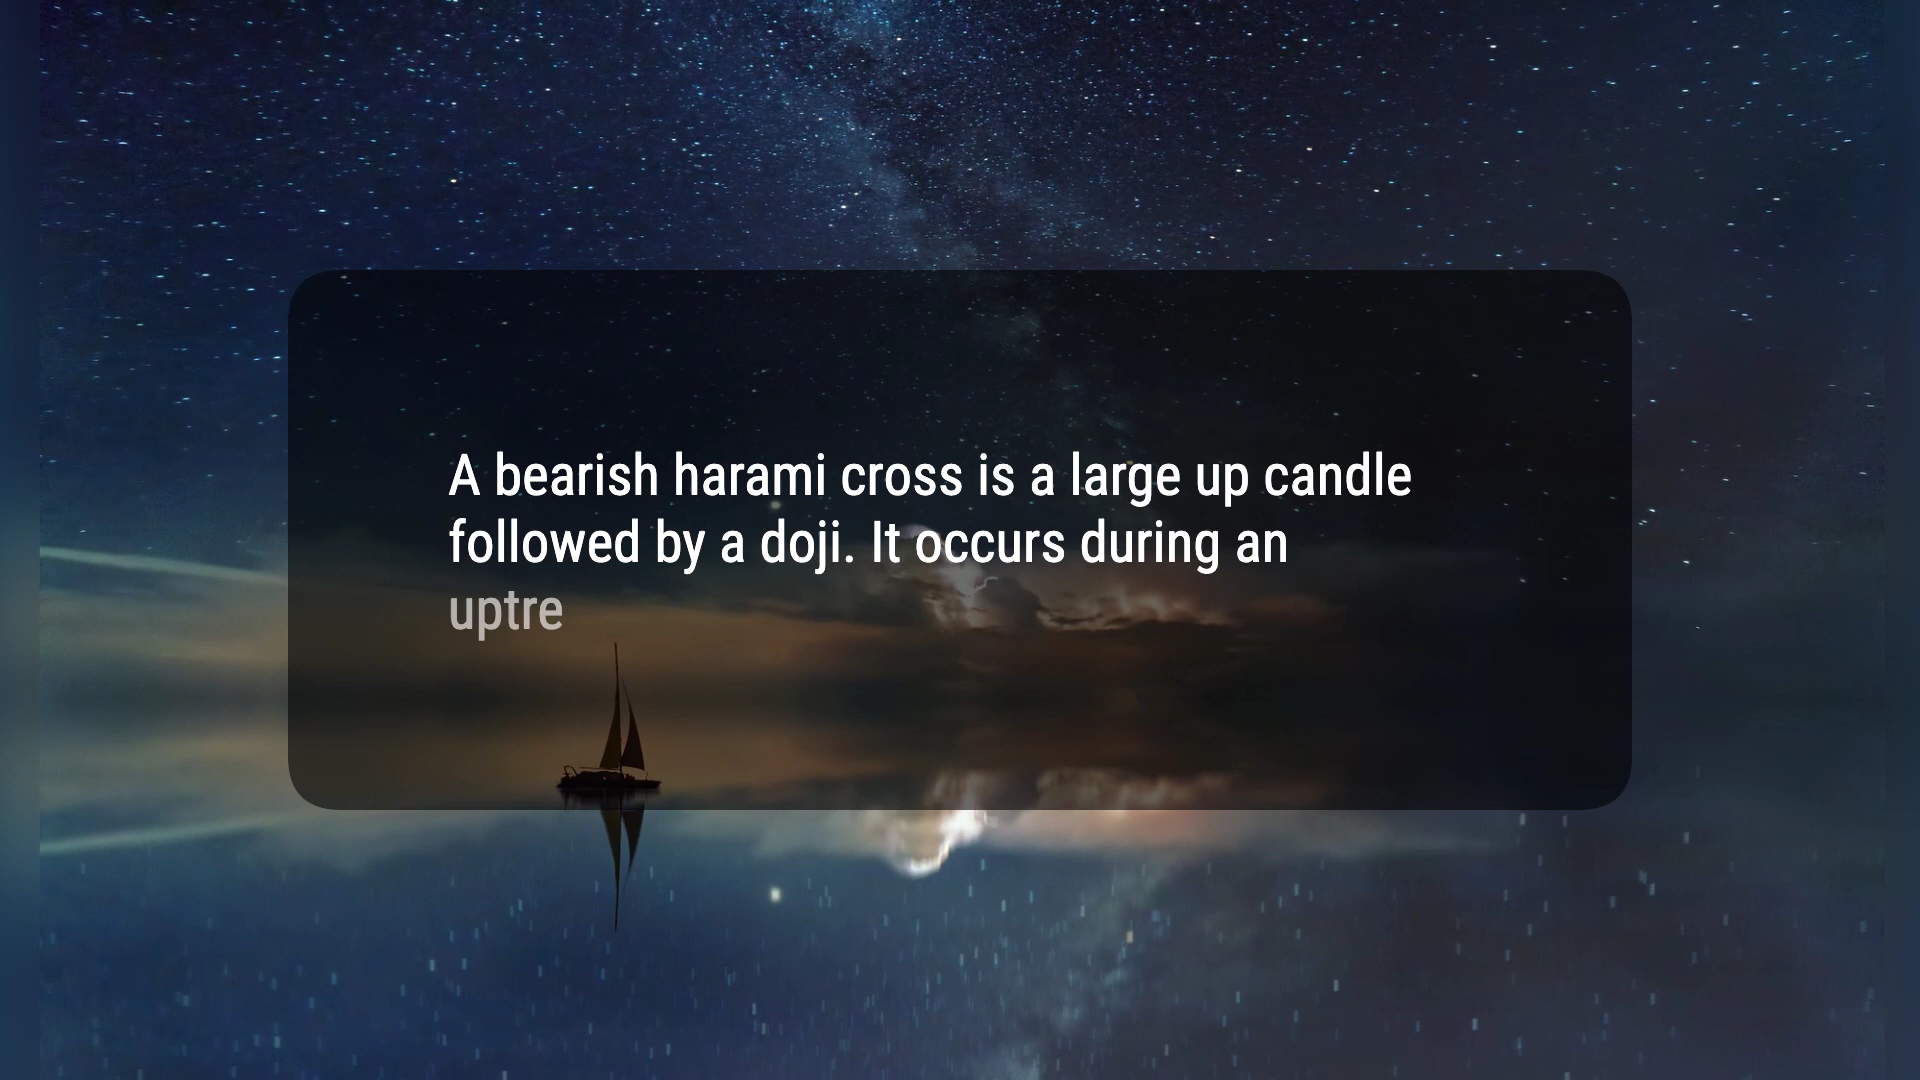 A bearish harami cross is a large up candle
followed by a doji. It occurs during an
uptre